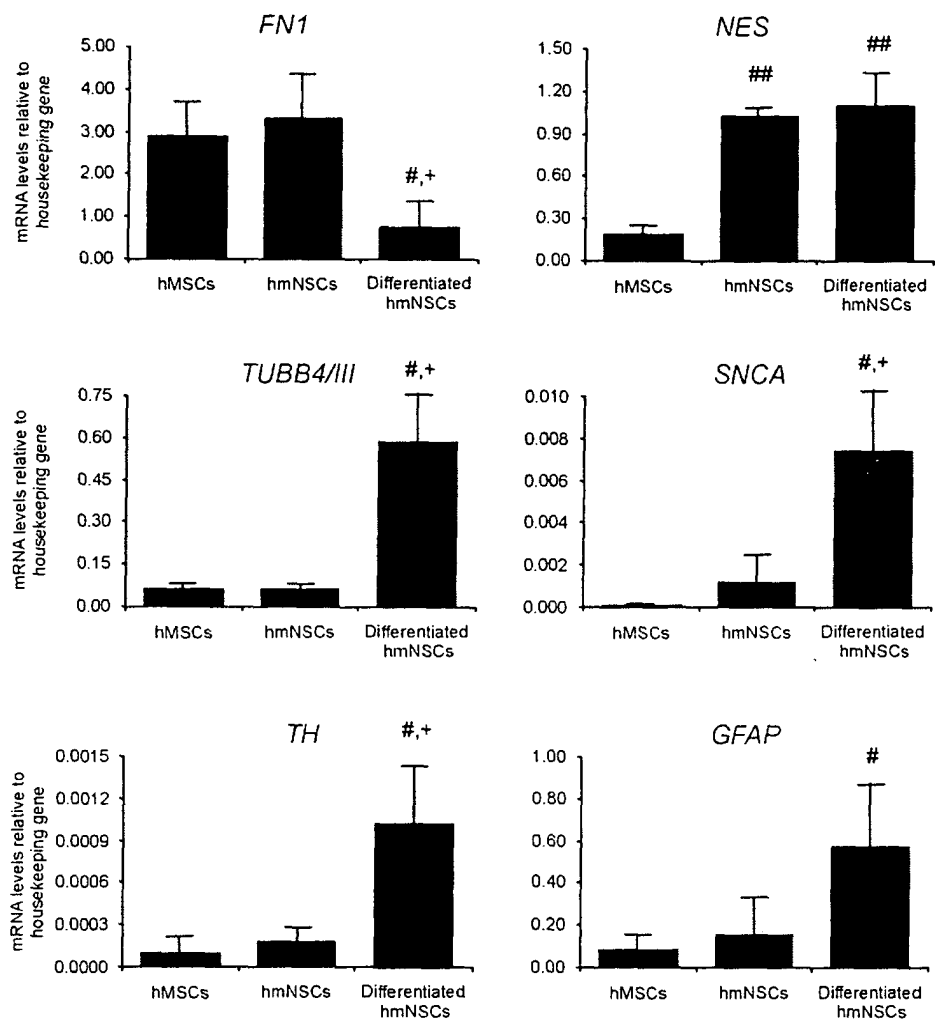 FN1
mRNA levels relative to
housekeeping gene
5.00
4.00
3.00
2.00
1.00
0.00
#,+
hMSCs
hmNSCs
Differentiated
hmNSCs
NES
1.50
1.20
0.90
0.60
0.30
0.00
##
##
hMSCs
hmNSCs
Differentiated
hmNSCs
TUBB4/III
mRNA levels relative to
housekeeping gene
0.75
0.60
0.45
0.30
0.15
0.00
#,+
hMSCs
hmNSCs
Differentiated
hmNSCs
SNCA
0.010
0.008
0.006
0.004
0.002
0.000
#,+
hMSCs
hmNSCs
Differentiated
hmNSCs
TH
mRNA levels relative to
housekeeping gene
0.0015
0.0012
0.0009
0.0006
0.0003
0.0000
#,+
hMSCs
hmNSCs
Differentiated
hmNSCs
GFAP
1.00
0.80
0.60
0.40
0.20
0.00
#
hMSCs
hmNSCs
Differentiated
hmNSCs